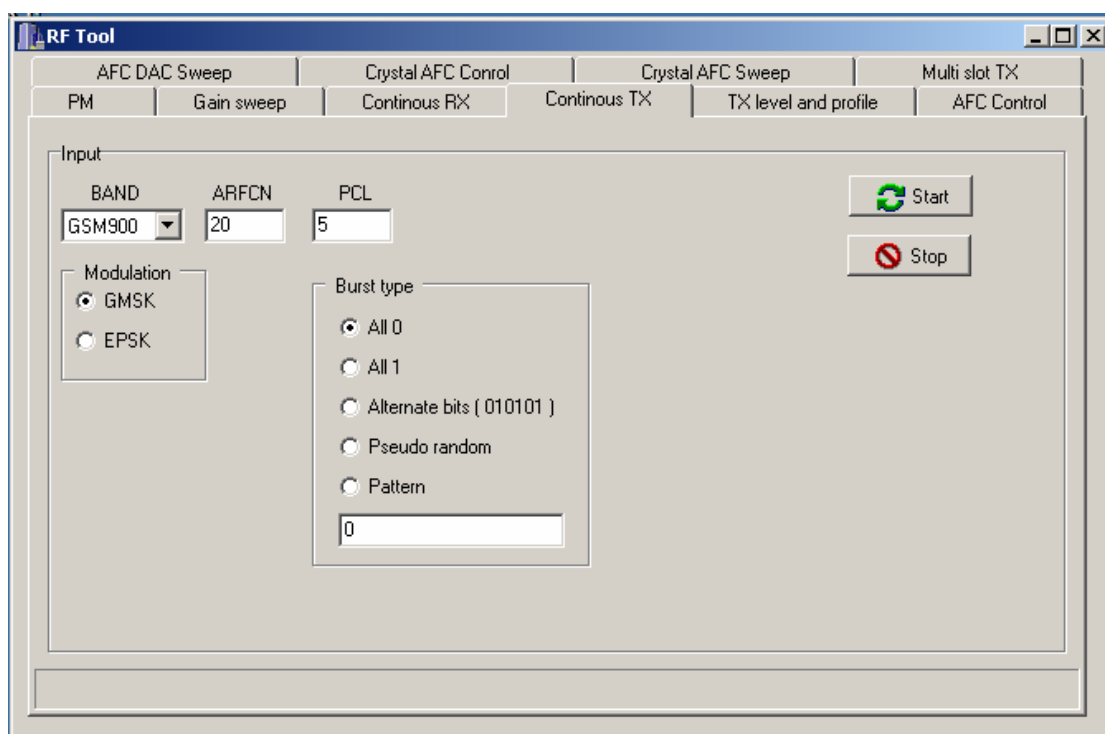 RF Tool
AFC DAC Sweep Crystal AFC Conrol Crystal AFC Sweep Multi slot TX
PM Gain sweep Continous RX Continous TX TX level and profile AFC Control
Input
BAND ARFCN PCL
GSM900 20 5
Start
Stop
Modulation
GMSK
EPSK
Burst type
All 0
All 1
Alternate bits ( 010101 )
Pseudo random
Pattern
0